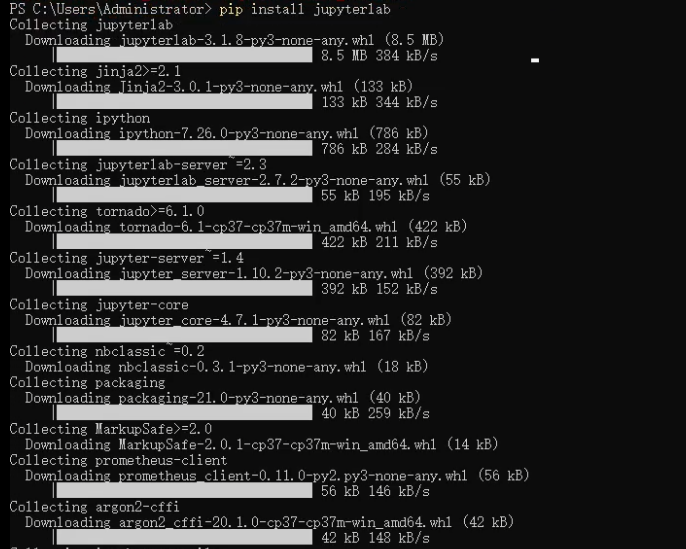 PS C:\Users\Administrator> pip install jupyterlab
Collecting jupyterlab
Downloading jupyterlab-3.1.8-py3-none-any.whl (8.5 MB)
8.5 MB 384 kB/s
Collecting jinja2>=2.1
Downloading Jinja2-3.0.1-py3-none-any.whl (133 kB)
133 kB 344 kB/s
Collecting ipython
Downloading ipython-7.26.0-py3-none-any.whl (786 kB)
786 kB 284 kB/s
Collecting jupyterlab-server~=2.3
Downloading jupyterlab_server-2.7.2-py3-none-any.whl (55 kB)
55 kB 195 kB/s
Collecting tornado>=6.1.0
Downloading tornado-6.1-cp37-cp37m-win_amd64.whl (422 kB)
422 kB 211 kB/s
Collecting jupyter-server~=1.4
Downloading jupyter_server-1.10.2-py3-none-any.whl (392 kB)
392 kB 152 kB/s
Collecting jupyter-core
Downloading jupyter_core-4.7.1-py3-none-any.whl (82 kB)
82 kB 167 kB/s
Collecting nbclassic~=0.2
Downloading nbclassic-0.3.1-py3-none-any.whl (18 kB)
Collecting packaging
Downloading packaging-21.0-py3-none-any.whl (40 kB)
40 kB 259 kB/s
Collecting MarkupSafe>=2.0
Downloading MarkupSafe-2.0.1-cp37-cp37m-win_amd64.whl (14 kB)
Collecting prometheus-client
Downloading prometheus_client-0.11.0-py2.py3-none-any.whl (56 kB)
56 kB 146 kB/s
Collecting argon2-cffi
Downloading argon2_cffi-20.1.0-cp37-cp37m-win_amd64.whl (42 kB)
42 kB 148 kB/s